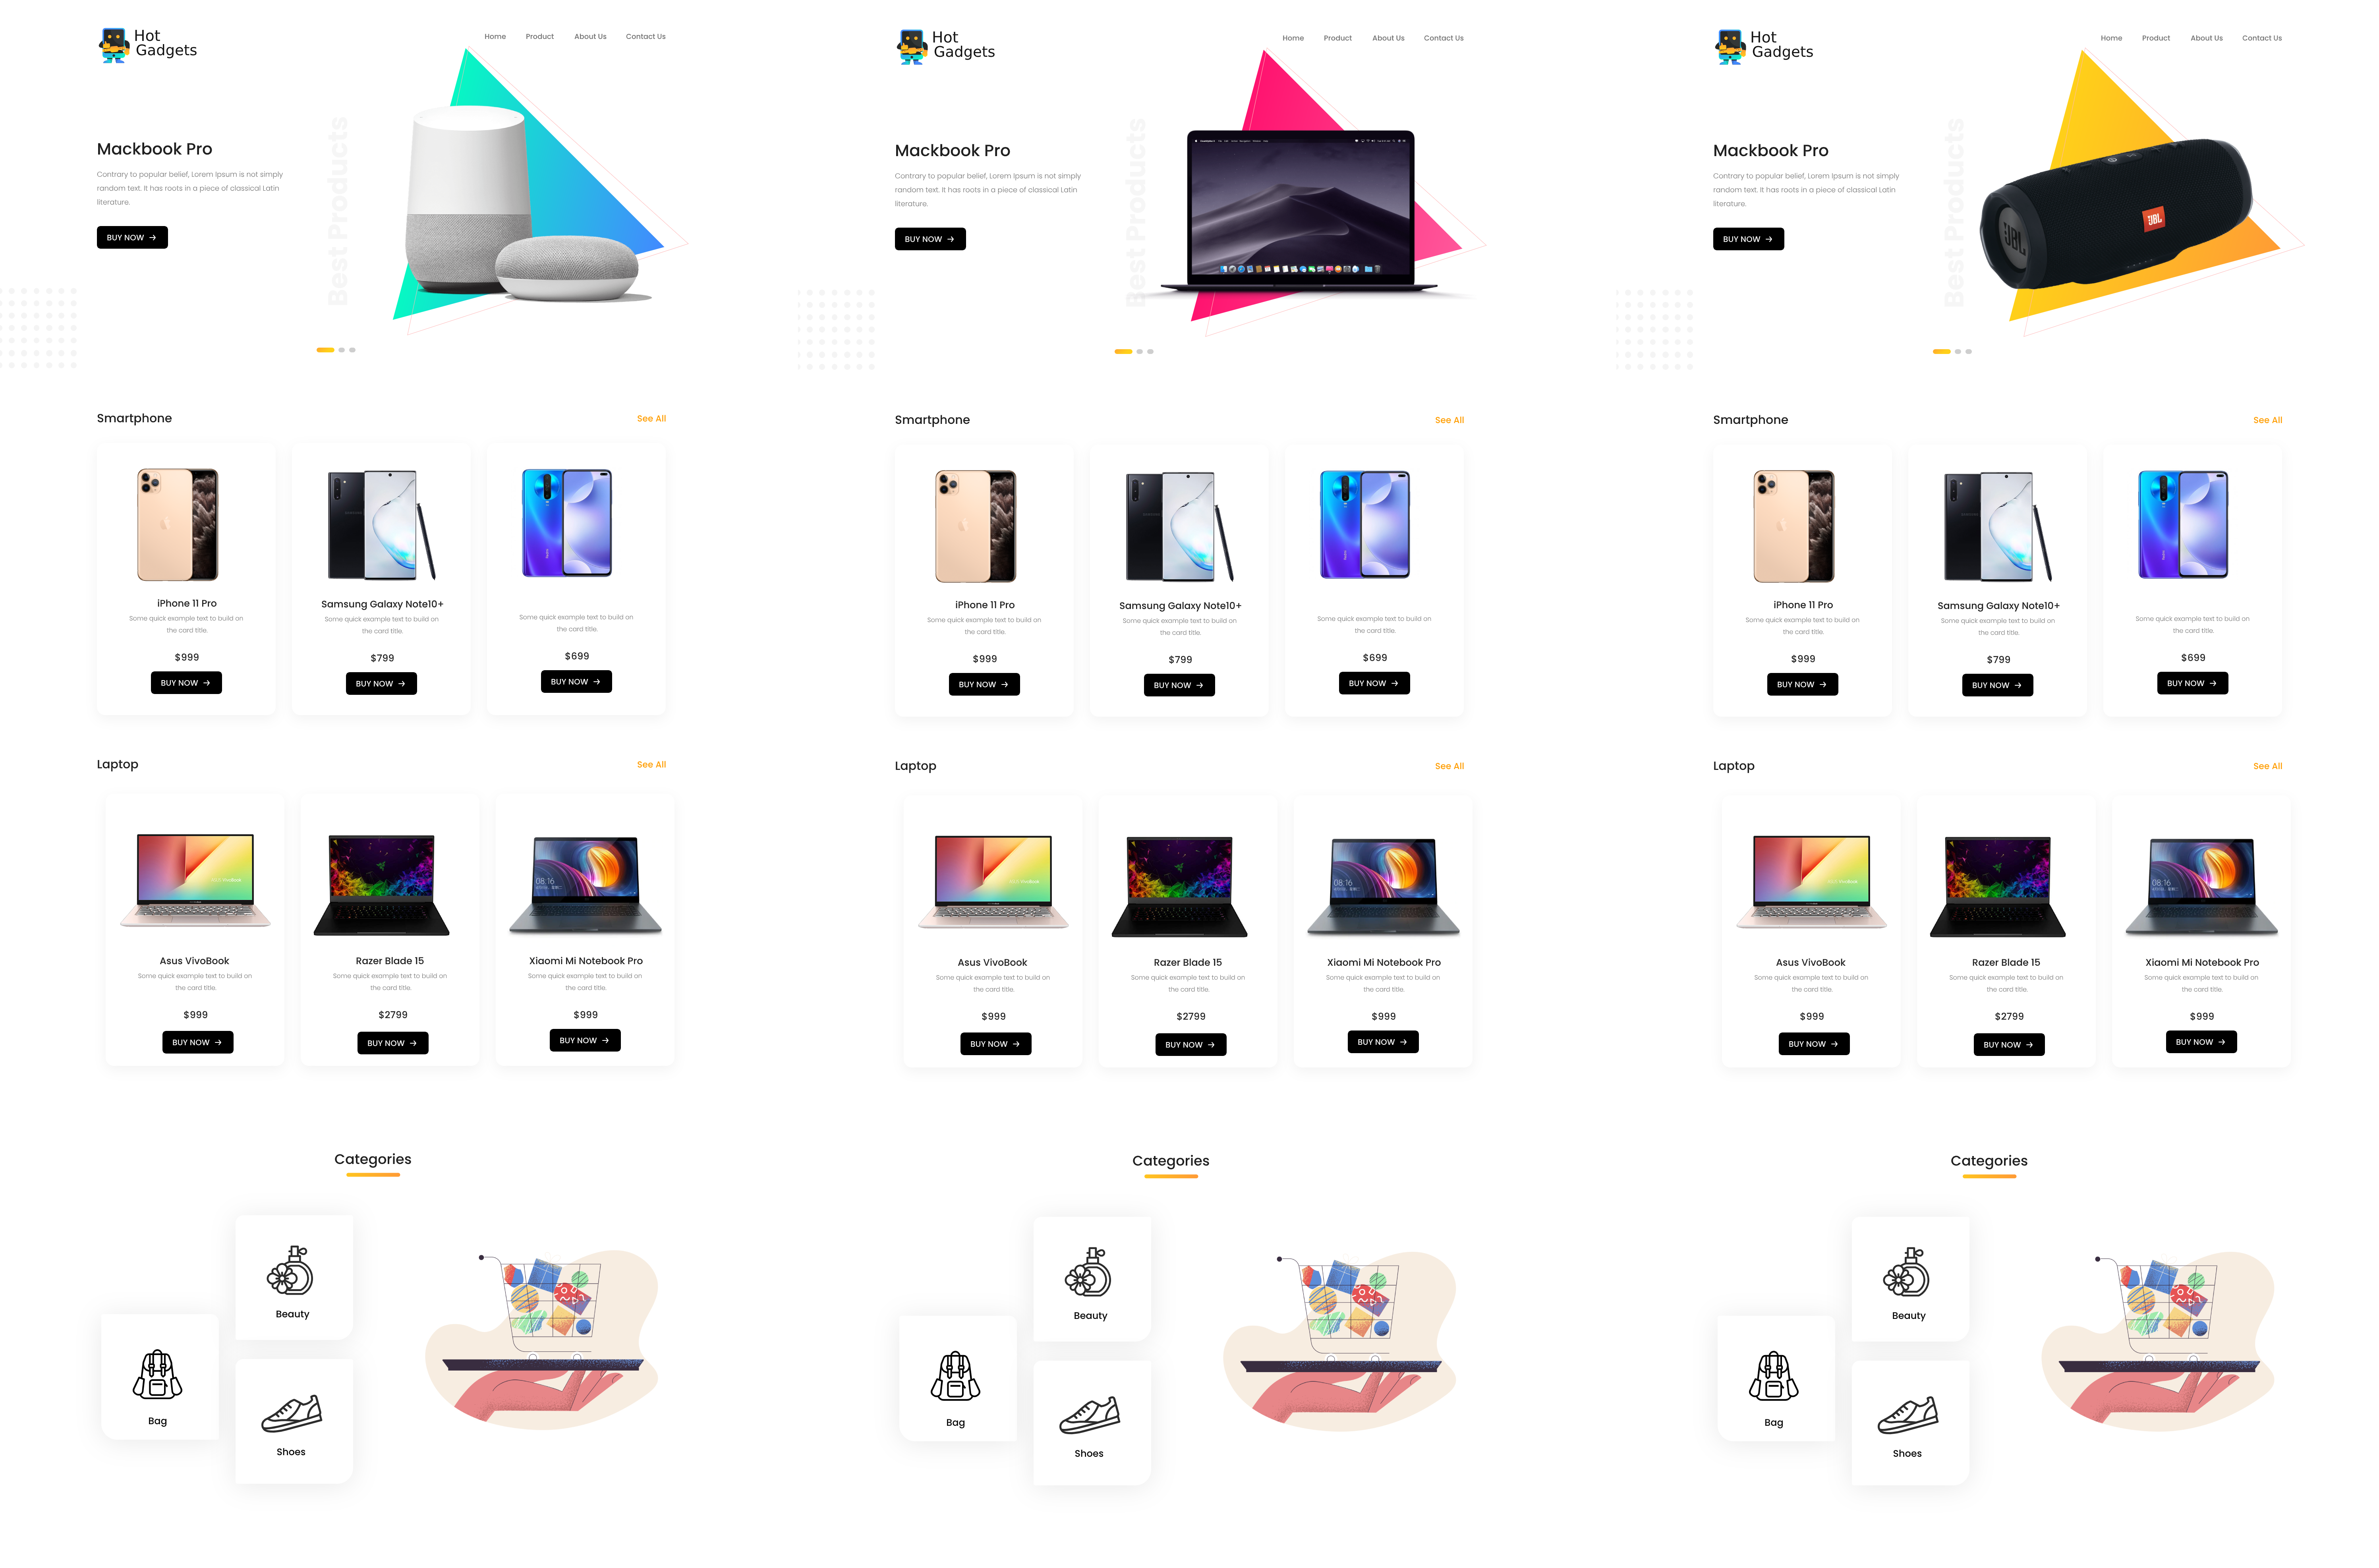 Hot
Gadgets
Home Product About Us Contact Us
Best Products
Mackbook Pro
Contrary to popular belief, Lorem Ipsum is not simply
random text. It has roots in a piece of classical Latin
literature.
BUY NOW
Smartphone
See All
iPhone 11 Pro
Some quick example text to build on
the card title.
$999
BUY NOW
SAMSUNG
Samsung Galaxy Note10+
Some quick example text to build on
the card title.
$799
BUY NOW
Redmi
Some quick example text to build on
the card title.
$699
BUY NOW
Laptop
See All
Asus VivoBook
Some quick example text to build on
the card title.
$999
BUY NOW
Razer Blade 15
Some quick example text to build on
the card title.
$2799
BUY NOW
08:16
Xiaomi Mi Notebook Pro
Some quick example text to build on
the card title.
$999
BUY NOW
Categories
Beauty
Bag
Shoes
Hot
Gadgets
Home Product About Us Contact Us
Best Products
Mackbook Pro
Contrary to popular belief, Lorem Ipsum is not simply
random text. It has roots in a piece of classical Latin
literature.
BUY NOW
Smartphone
See All
iPhone 11 Pro
Some quick example text to build on
the card title.
$999
BUY NOW
SAMSUNG
Samsung Galaxy Note10+
Some quick example text to build on
the card title.
$799
BUY NOW
Redmi
Some quick example text to build on
the card title.
$699
BUY NOW
Laptop
See All
Asus VivoBook
Some quick example text to build on
the card title.
$999
BUY NOW
Razer Blade 15
Some quick example text to build on
the card title.
$2799
BUY NOW
08:16
Xiaomi Mi Notebook Pro
Some quick example text to build on
the card title.
$999
BUY NOW
Categories
Beauty
Bag
Shoes
Hot
Gadgets
Home Product About Us Contact Us
Best Products
JBL
JBL
Mackbook Pro
Contrary to popular belief, Lorem Ipsum is not simply
random text. It has roots in a piece of classical Latin
literature.
BUY NOW
Smartphone
See All
iPhone 11 Pro
Some quick example text to build on
the card title.
$999
BUY NOW
SAMSUNG
Samsung Galaxy Note10+
Some quick example text to build on
the card title.
$799
BUY NOW
Redmi
Some quick example text to build on
the card title.
$699
BUY NOW
Laptop
See All
Asus VivoBook
Some quick example text to build on
the card title.
$999
BUY NOW
Razer Blade 15
Some quick example text to build on
the card title.
$2799
BUY NOW
08:16
Xiaomi Mi Notebook Pro
Some quick example text to build on
the card title.
$999
BUY NOW
Categories
Beauty
Bag
Shoes